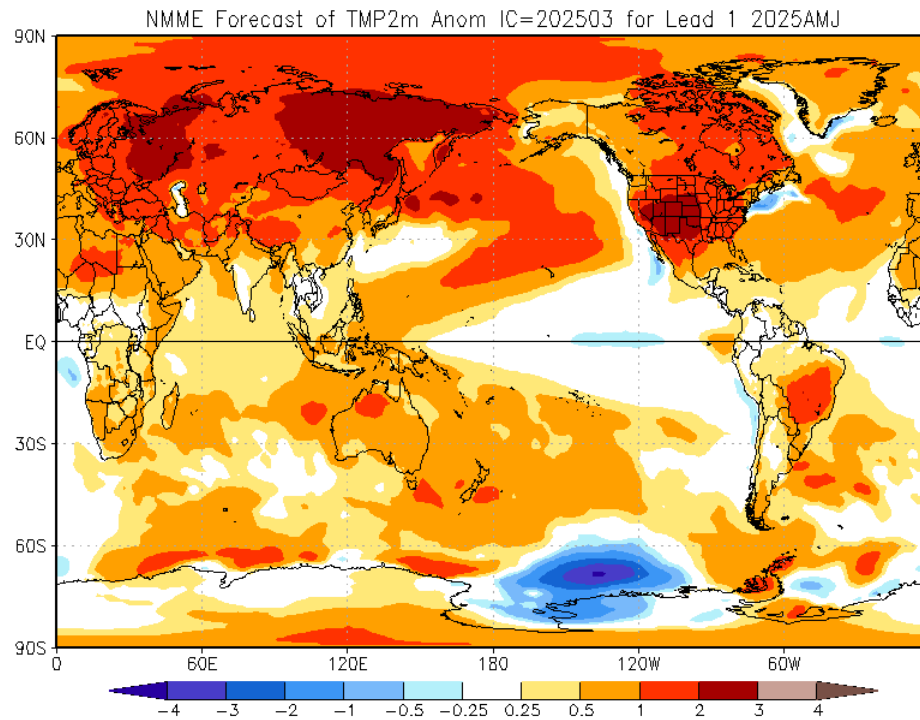 NMME Forecast of TMP2m Anom IC=202503 for Lead 1 2025AMJ
90N
60N
30N
EQ
30S
60S
90S
0 60E 120E 180 120W 60W
-4 -3 -2 -1 -0.5 -0.25 0.25 0.5 1 2 3 4